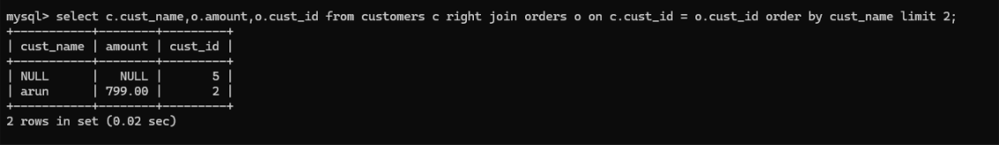 mysql> select c.cust_name,o.amount,o.cust_id from customers c right join orders o on c.cust_id = o.cust_id order by cust_name limit 2;
+-----------+--------+---------+
| cust_name | amount | cust_id |
+-----------+--------+---------+
| NULL      |   NULL |       5 |
| arun      | 799.00 |       2 |
+-----------+--------+---------+
2 rows in set (0.02 sec)